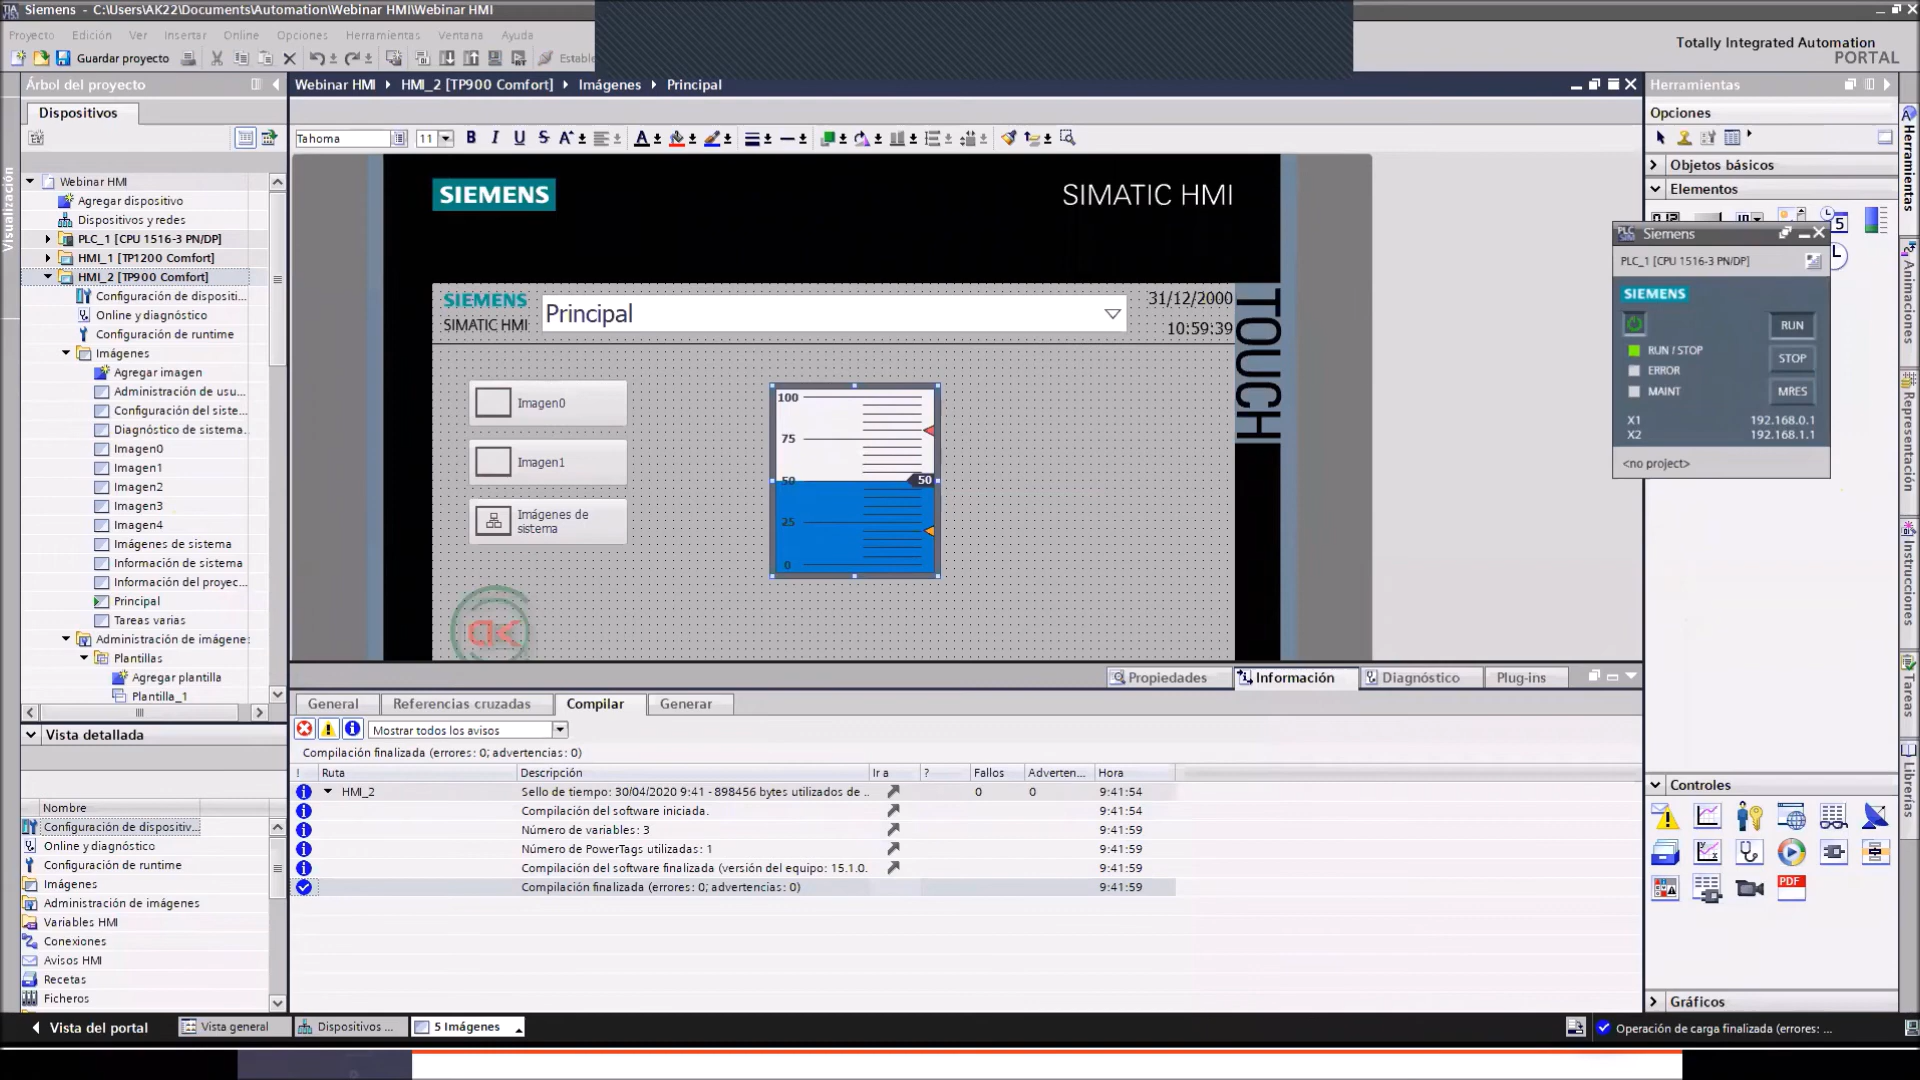 Siemens - C:\Users\AK22\Documents\Automation\Webinar HMI\Webinar HMI
Proyecto Edición Ver Insertar Online Opciones Herramientas Ventana Ayuda
Guardar proyecto
Totally Integrated Automation
PORTAL
Árbol del proyecto
Dispositivos
Visualización
Webinar HMI
Agregar dispositivo
Dispositivos y redes
PLC_1 [CPU 1516-3 PN/DP]
HMI_1 [TP1200 Comfort]
HMI_2 [TP900 Comfort]
Configuración de dispositi...
Online y diagnóstico
Configuración de runtime
Imágenes
Agregar imagen
Administración de usu...
Configuración del siste...
Diagnóstico de sistema...
Imagen0
Imagen1
Imagen2
Imagen3
Imagen4
Imágenes de sistema
Información de sistema
Información del proyec...
Principal
Tareas varias
Administración de imágene:
Plantillas
Agregar plantilla
Plantilla_1
Vista detallada
Nombre
Configuración de dispositiv...
Online y diagnóstico
Configuración de runtime
Imágenes
Administración de imágenes
Variables HMI
Conexiones
Avisos HMI
Recetas
Ficheros
Webinar HMI HMI_2 [TP900 Comfort] Imágenes Principal
Tahoma 11
B I U S A
SIEMENS
SIMATIC HMI
TOUCH
SIEMENS
SIMATIC HMI
Principal
31/12/2000
10:59:39
Imagen0
Imagen1
Imágenes de
sistema
100
75
50
50
25
0
Propiedades Información Diagnóstico Plug-ins
General Referencias cruzadas Compilar Generar
Mostrar todos los avisos
Compilación finalizada (errores: 0; advertencias: 0)
! Ruta Descripción Ir a ? Fallos Adverten... Hora
HMI_2 Sello de tiempo: 30/04/2020 9:41 - 898456 bytes utilizados de .. 0 0 9:41:54
Compilación del software iniciada. 9:41:54
Número de variables: 3 9:41:59
Número de PowerTags utilizadas: 1 9:41:59
Compilación del software finalizada (versión del equipo: 15.1.0. 9:41:59
Compilación finalizada (errores: 0; advertencias: 0) 9:41:59
Herramientas
Opciones
Objetos básicos
Elementos
Siemens
PLC_1 [CPU 1516-3 PN/DP]
SIEMENS
RUN
RUN / STOP
STOP
ERROR
MAINT
MRES
X1 192.168.0.1
X2 192.168.1.1
<no project>
Controles
PDF
Gráficos
Herramientas
Animaciones
Representación
Instrucciones
Tareas
Librerías
Vista del portal Vista general Dispositivos ... 5 Imágenes
Operación de carga finalizada (errores: ...